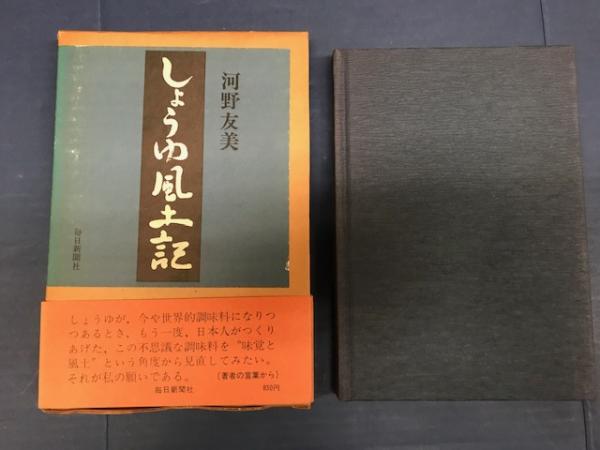 河野友美
しょうゆ風土記
毎日新聞社
しょうゆが、今や世界的調味料になりつ
つあるとき、もう一度、日本人がつくり
あげた、この不思議な調味料を“味覚と
風土”という角度から見直してみたい。
それが私の願いである。〔著者の言葉から〕
毎日新聞社 850円